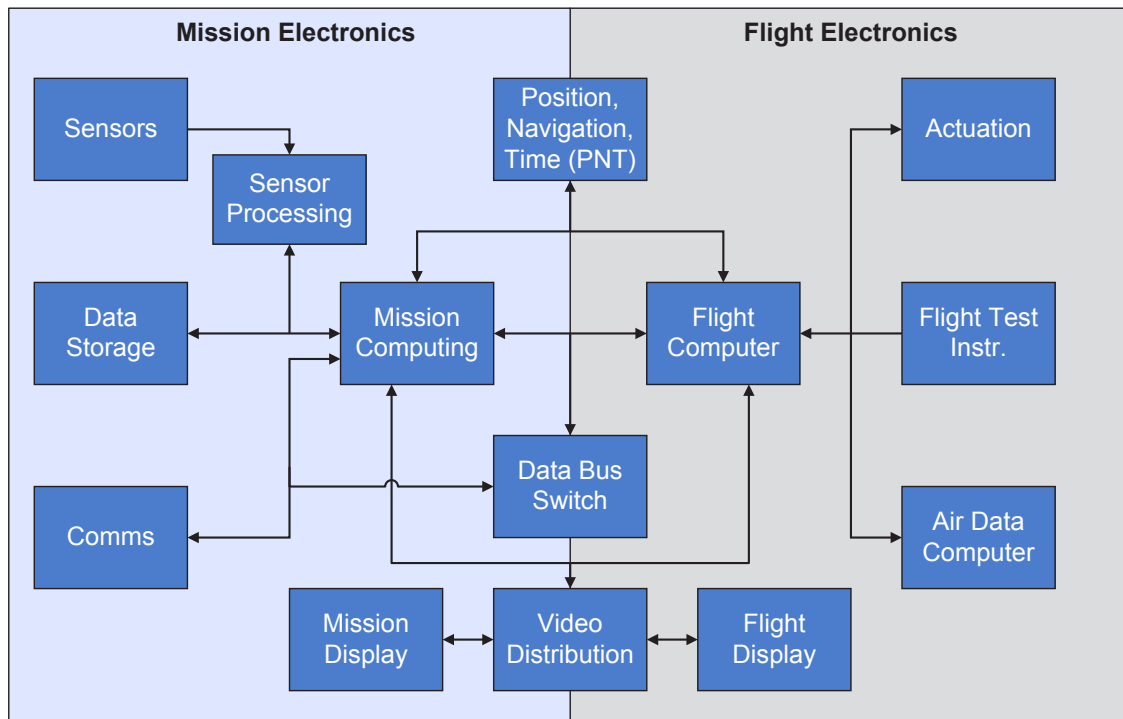 Mission Electronics
Flight Electronics
Sensors
Position,
Navigation,
Time (PNT)
Actuation
Sensor
Processing
Data
Storage
Mission
Computing
Flight
Computer
Flight Test
Instr.
Comms
Data Bus
Switch
Air Data
Computer
Mission
Display
Video
Distribution
Flight
Display